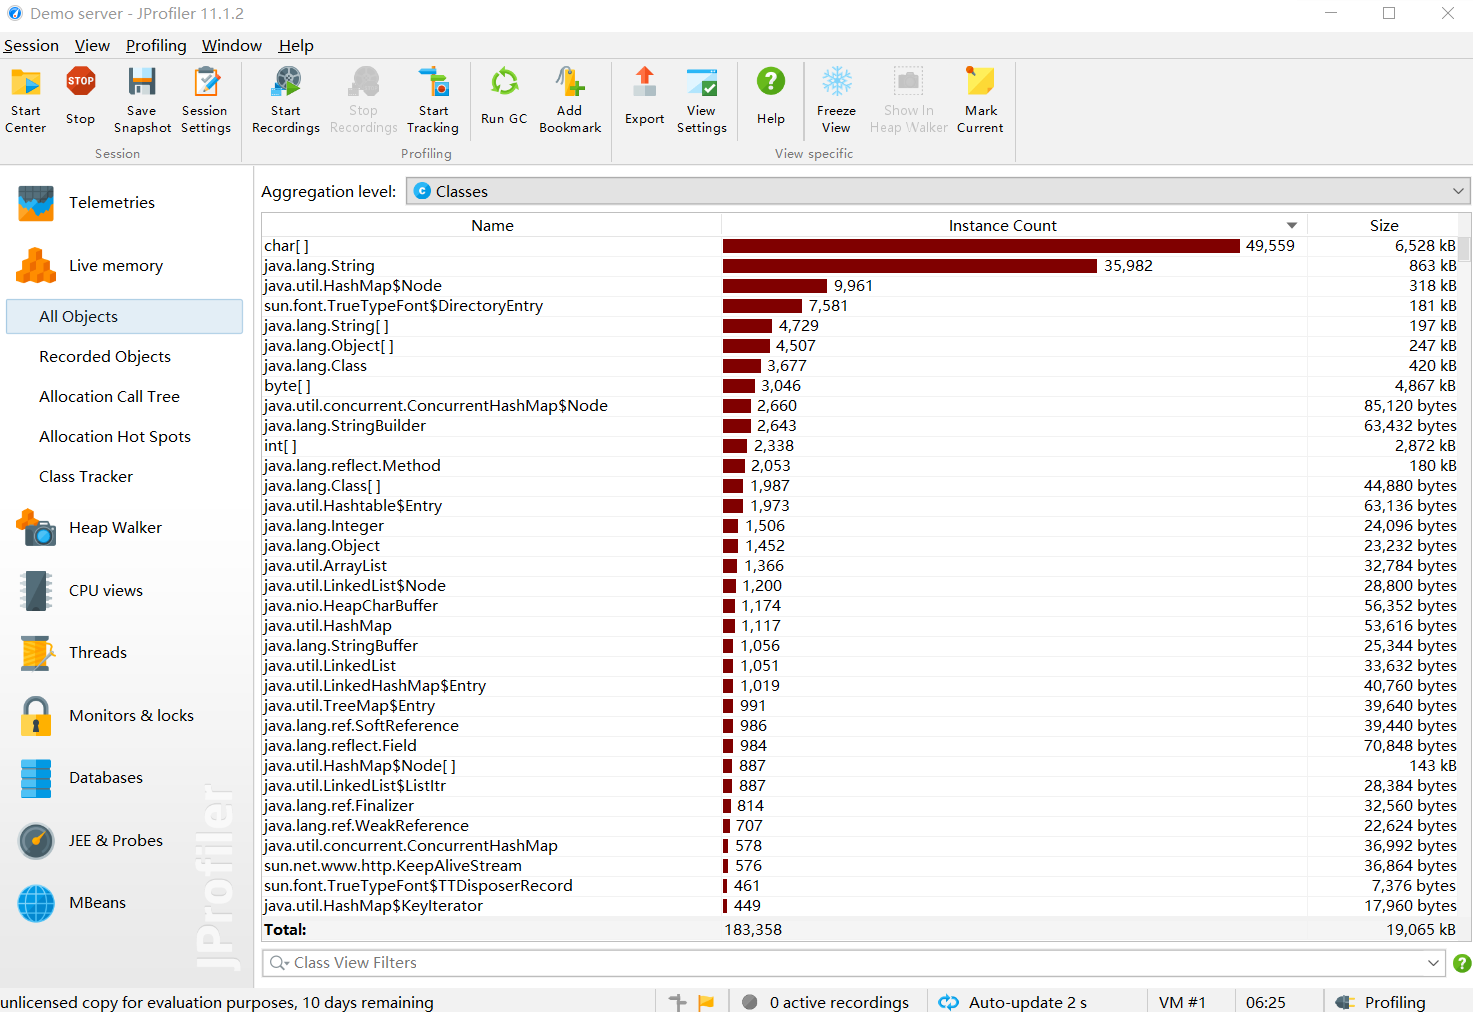 Demo server - JProfiler 11.1.2
Session View Profiling Window Help
Start Center
Stop
Save Snapshot
Session Settings
Session
Start Recordings
Stop Recordings
Start Tracking
Profiling
Run GC
Add Bookmark
Export
View Settings
Help
Freeze View
Show In Heap Walker
Mark Current
View specific
Telemetries
Live memory
All Objects
Recorded Objects
Allocation Call Tree
Allocation Hot Spots
Class Tracker
Heap Walker
CPU views
Threads
Monitors & locks
Databases
JEE & Probes
MBeans
JProfiler
Aggregation level: C Classes
Name Instance Count Size
char[ ] 49,559 6,528 kB
java.lang.String 35,982 863 kB
java.util.HashMap$Node 9,961 318 kB
sun.font.TrueTypeFont$DirectoryEntry 7,581 181 kB
java.lang.String[ ] 4,729 197 kB
java.lang.Object[ ] 4,507 247 kB
java.lang.Class 3,677 420 kB
byte[ ] 3,046 4,867 kB
java.util.concurrent.ConcurrentHashMap$Node 2,660 85,120 bytes
java.lang.StringBuilder 2,643 63,432 bytes
int[ ] 2,338 2,872 kB
java.lang.reflect.Method 2,053 180 kB
java.lang.Class[ ] 1,987 44,880 bytes
java.util.Hashtable$Entry 1,973 63,136 bytes
java.lang.Integer 1,506 24,096 bytes
java.lang.Object 1,452 23,232 bytes
java.util.ArrayList 1,366 32,784 bytes
java.util.LinkedList$Node 1,200 28,800 bytes
java.nio.HeapCharBuffer 1,174 56,352 bytes
java.util.HashMap 1,117 53,616 bytes
java.lang.StringBuffer 1,056 25,344 bytes
java.util.LinkedList 1,051 33,632 bytes
java.util.LinkedHashMap$Entry 1,019 40,760 bytes
java.util.TreeMap$Entry 991 39,640 bytes
java.lang.ref.SoftReference 986 39,440 bytes
java.lang.reflect.Field 984 70,848 bytes
java.util.HashMap$Node[ ] 887 143 kB
java.util.LinkedList$ListItr 887 28,384 bytes
java.lang.ref.Finalizer 814 32,560 bytes
java.lang.ref.WeakReference 707 22,624 bytes
java.util.concurrent.ConcurrentHashMap 578 36,992 bytes
sun.net.www.http.KeepAliveStream 576 36,864 bytes
sun.font.TrueTypeFont$TTDisposerRecord 461 7,376 bytes
java.util.HashMap$KeyIterator 449 17,960 bytes
Total: 183,358 19,065 kB
Class View Filters
unlicensed copy for evaluation purposes, 10 days remaining 0 active recordings Auto-update 2 s VM #1 06:25 Profiling